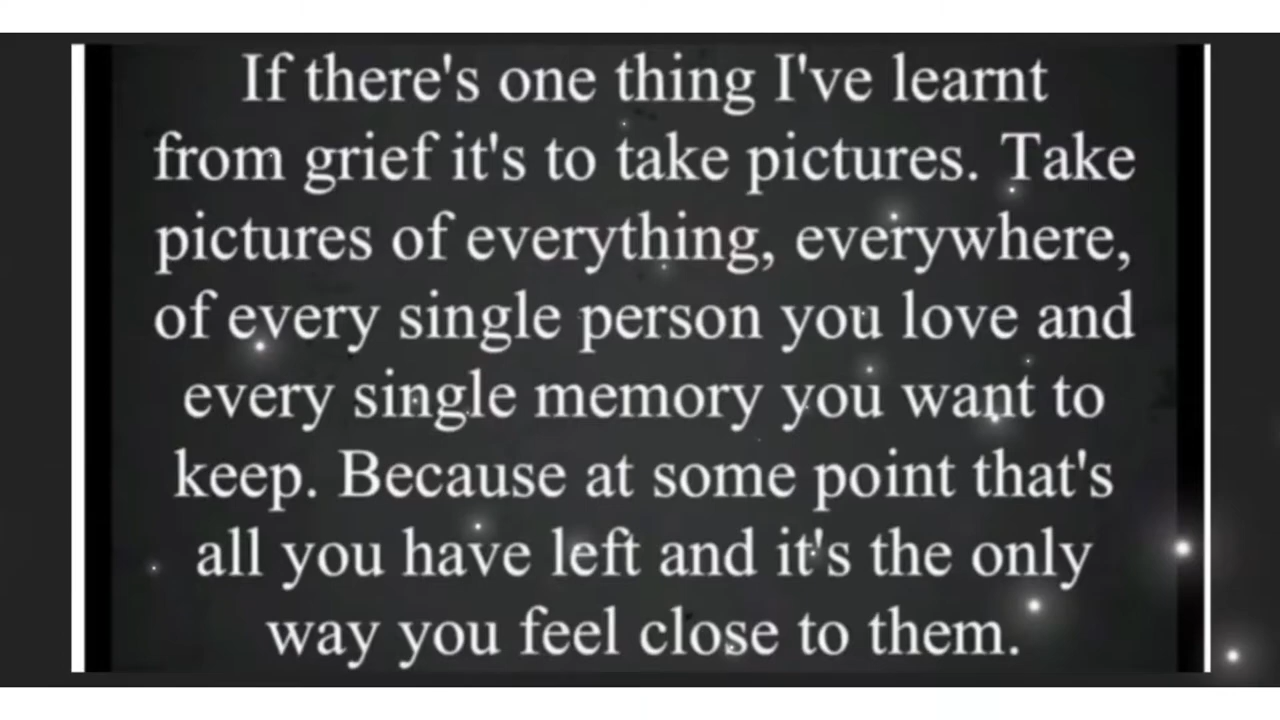 If there's one thing I've learnt
from grief it's to take pictures. Take
pictures of everything, everywhere,
of every single person you love and
every single memory you want to
keep. Because at some point that's
all you have left and it's the only
way you feel close to them.